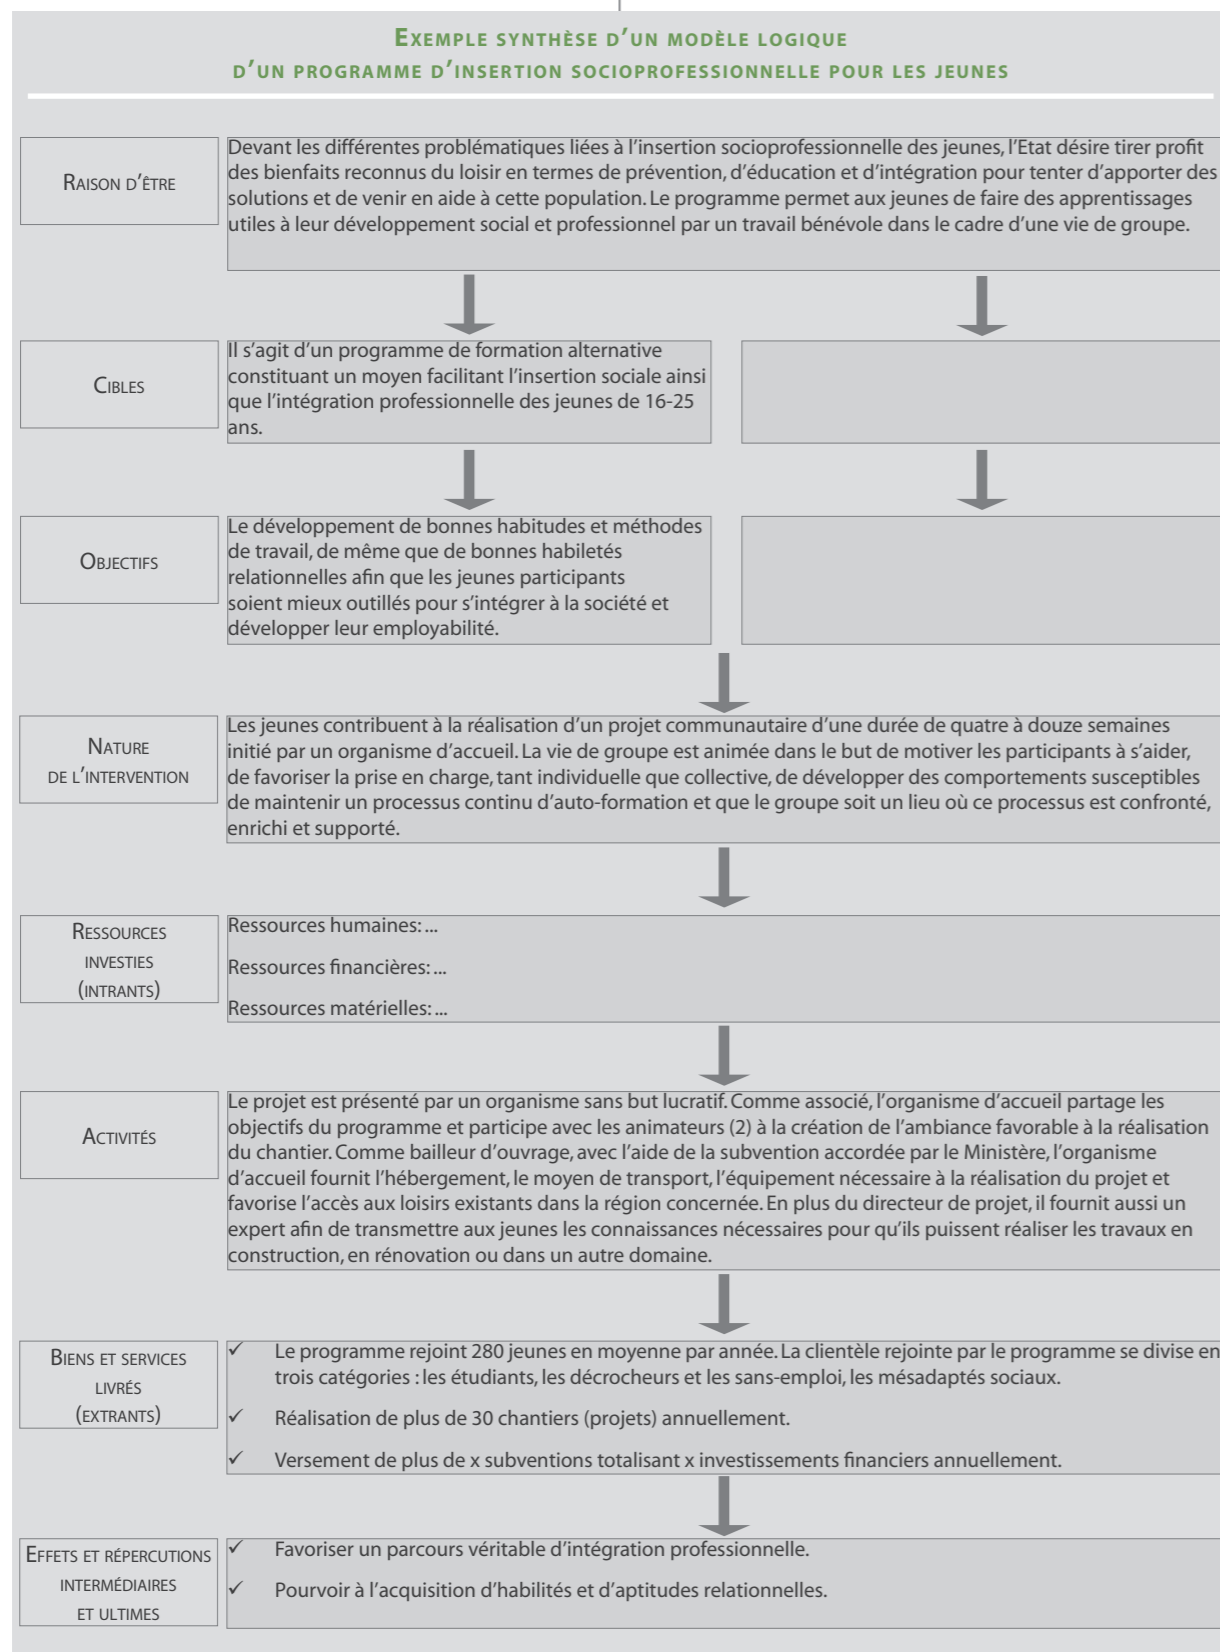 Exemple synthèse d'un modèle logique
d'un programme d'insertion socioprofessionnelle pour les jeunes
Raison d'être
Devant les différentes problématiques liées à l'insertion socioprofessionnelle des jeunes, l'Etat désire tirer profit
des bienfaits reconnus du loisir en termes de prévention, d'éducation et d'intégration pour tenter d'apporter des
solutions et de venir en aide à cette population. Le programme permet aux jeunes de faire des apprentissages
utiles à leur développement social et professionnel par un travail bénévole dans le cadre d'une vie de groupe.
Cibles
Il s'agit d'un programme de formation alternative
constituant un moyen facilitant l'insertion sociale ainsi
que l'intégration professionnelle des jeunes de 16-25
ans.
Objectifs
Le développement de bonnes habitudes et méthodes
de travail, de même que de bonnes habiletés
relationnelles afin que les jeunes participants
soient mieux outillés pour s'intégrer à la société et
développer leur employabilité.
Nature
de l'intervention
Les jeunes contribuent à la réalisation d'un projet communautaire d'une durée de quatre à douze semaines
initié par un organisme d'accueil. La vie de groupe est animée dans le but de motiver les participants à s'aider,
de favoriser la prise en charge, tant individuelle que collective, de développer des comportements susceptibles
de maintenir un processus continu d'auto-formation et que le groupe soit un lieu où ce processus est confronté,
enrichi et supporté.
Ressources
investies
(intrants)
Ressources humaines: ...
Ressources financières: ...
Ressources matérielles: ...
Activités
Le projet est présenté par un organisme sans but lucratif. Comme associé, l'organisme d'accueil partage les
objectifs du programme et participe avec les animateurs (2) à la création de l'ambiance favorable à la réalisation
du chantier. Comme bailleur d'ouvrage, avec l'aide de la subvention accordée par le Ministère, l'organisme
d'accueil fournit l'hébergement, le moyen de transport, l'équipement nécessaire à la réalisation du projet et
favorise l'accès aux loisirs existants dans la région concernée. En plus du directeur de projet, il fournit aussi un
expert afin de transmettre aux jeunes les connaissances nécessaires pour qu'ils puissent réaliser les travaux en
construction, en rénovation ou dans un autre domaine.
Biens et services
livrés
(extrants)
✓ Le programme rejoint 280 jeunes en moyenne par année. La clientèle rejointe par le programme se divise en
trois catégories : les étudiants, les décrocheurs et les sans-emploi, les mésadaptés sociaux.
✓ Réalisation de plus de 30 chantiers (projets) annuellement.
✓ Versement de plus de x subventions totalisant x investissements financiers annuellement.
Effets et répercutions
intermédiaires
et ultimes
✓ Favoriser un parcours véritable d'intégration professionnelle.
✓ Pourvoir à l'acquisition d'habilités et d'aptitudes relationnelles.